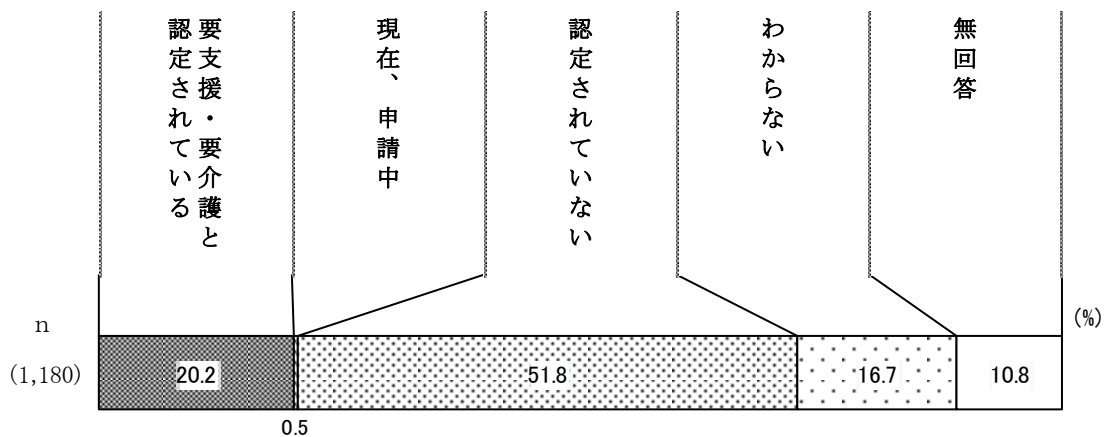 要支援・要介護と
認定されている
現在、申請中
認定されていない
わからない
無回答
(%)
n
(1,180)
20.2
51.8
16.7
10.8
0.5